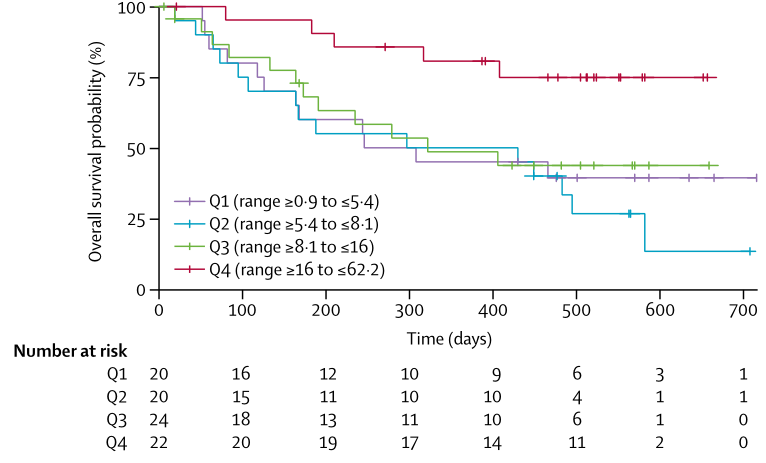 100
75
50
25
0
Overall survival probability (%)
Q1 (range ≥0·9 to ≤5·4)
Q2 (range ≥5·4 to ≤8·1)
Q3 (range ≥8·1 to ≤16)
Q4 (range ≥16 to ≤62·2)
0 100 200 300 400 500 600 700
Time (days)
Number at risk
Q1 20 16 12 10 9 6 3 1
Q2 20 15 11 10 10 4 1 1
Q3 24 18 13 11 10 6 1 0
Q4 22 20 19 17 14 11 2 0